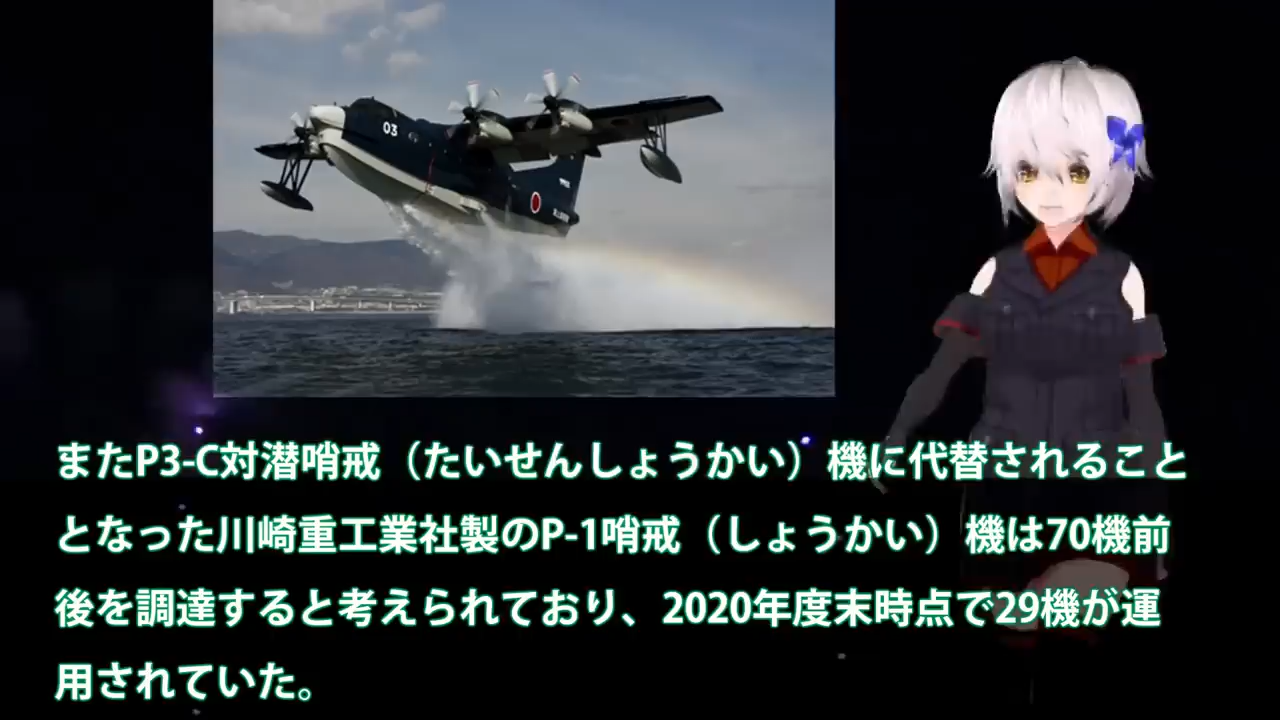 03
またP3-C対潜哨戒（たいせんしょうかい）機に代替されること
となった川崎重工業社製のP-1哨戒（しょうかい）機は70機前
後を調達すると考えられており、2020年度末時点で29機が運
用されていた。